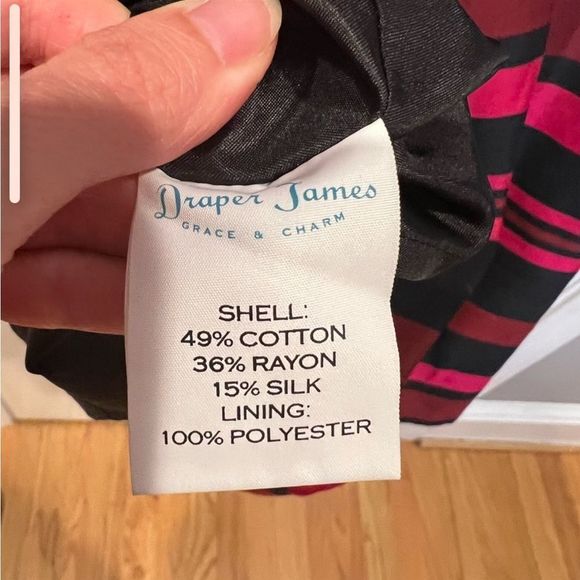 Draper James
GRACE & CHARM
SHELL:
49% COTTON
36% RAYON
15% SILK
LINING:
100% POLYESTER